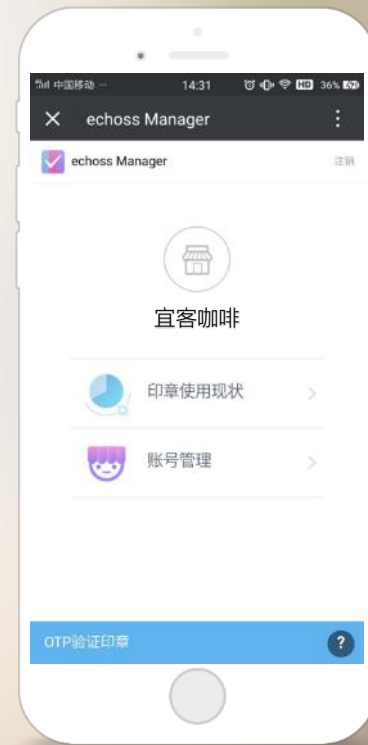 中国移动 14:31 HD 36%
echoss Manager
echoss Manager 注销
宜客咖啡
印章使用现状
账号管理
OTP验证印章 ?